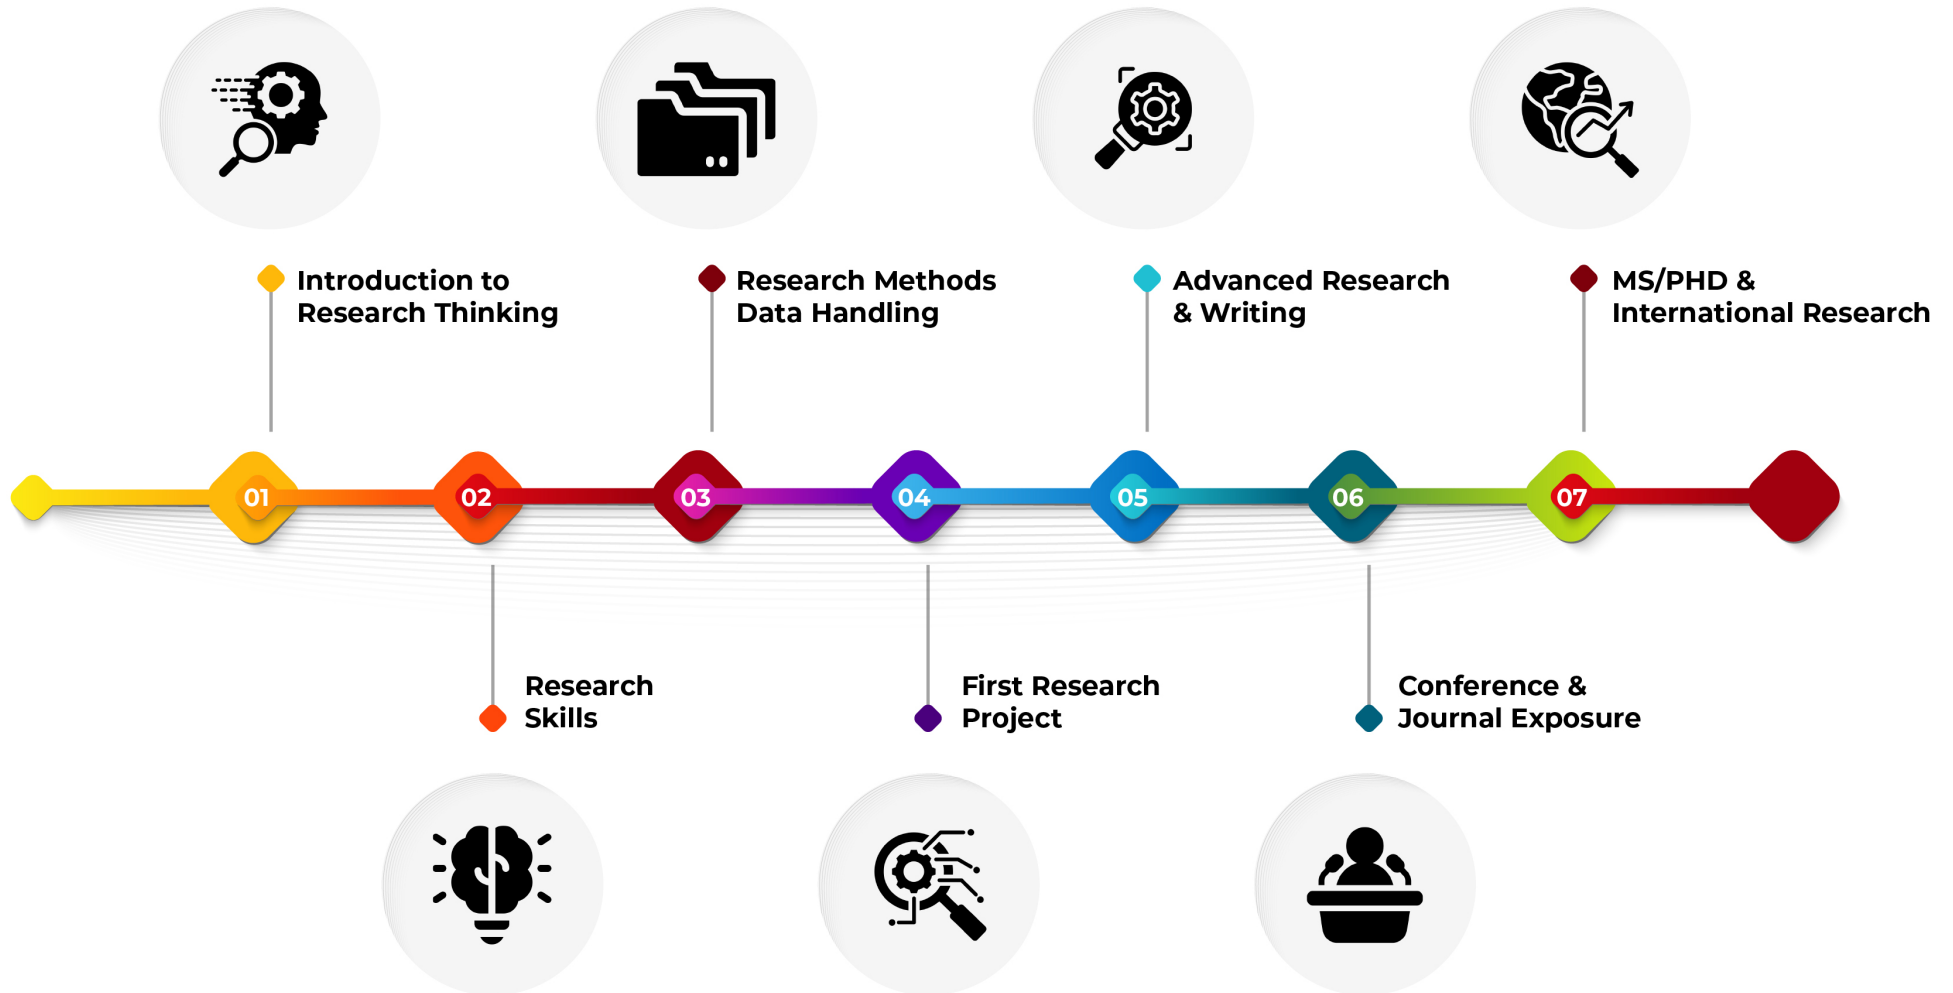 Introduction to
Research Thinking
Research Methods
Data Handling
Advanced Research
& Writing
MS/PHD &
International Research
01
02
03
04
05
06
07
Research
Skills
First Research
Project
Conference &
Journal Exposure